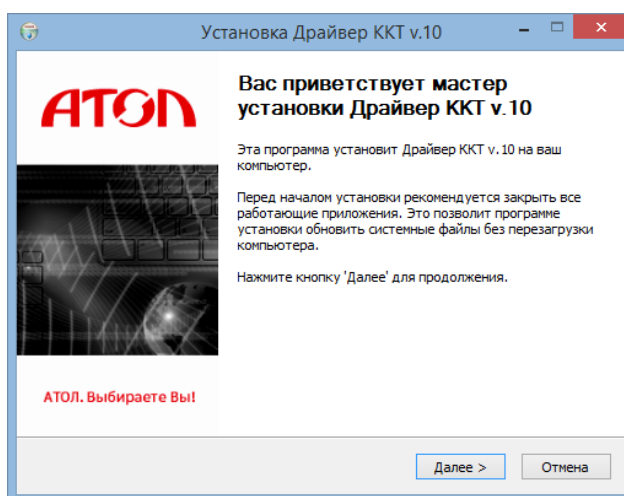 Установка Драйвер ККТ v.10
АТОЛ
Вас приветствует мастер
установки Драйвер ККТ v.10
Эта программа установит Драйвер ККТ v.10 на ваш
компьютер.
Перед началом установки рекомендуется закрыть все
работающие приложения. Это позволит программе
установки обновить системные файлы без перезагрузки
компьютера.
Нажмите кнопку 'Далее' для продолжения.
АТОЛ. Выбираете Вы!
Далее >
Отмена